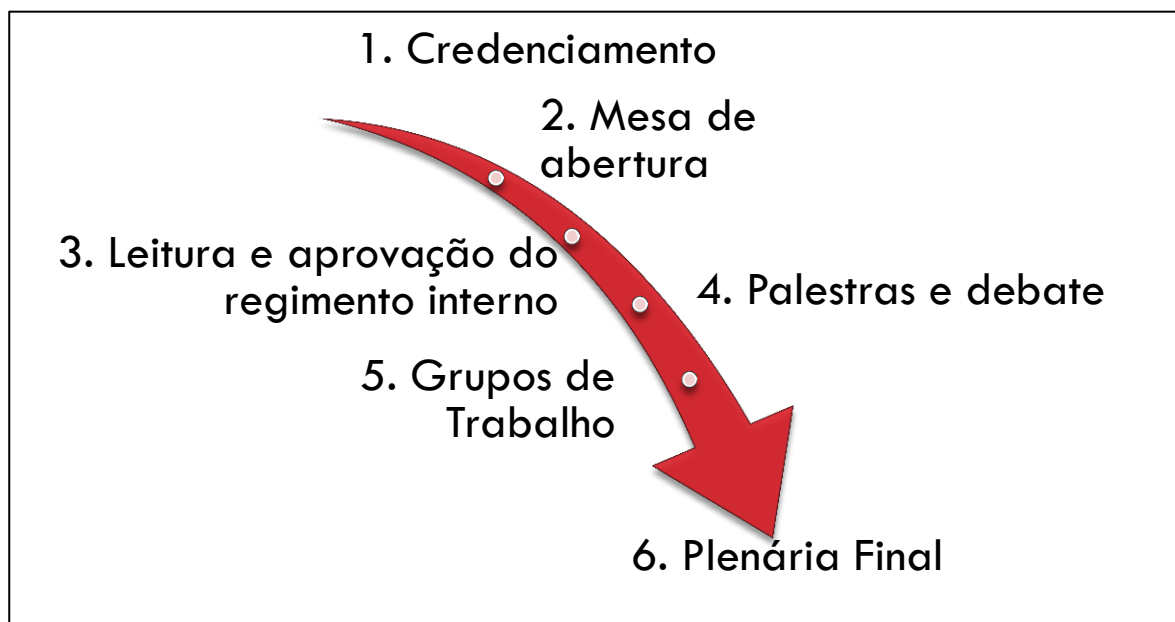 1. Credenciamento
2. Mesa de
abertura
3. Leitura e aprovação do
regimento interno
4. Palestras e debate
5. Grupos de
Trabalho
6. Plenária Final